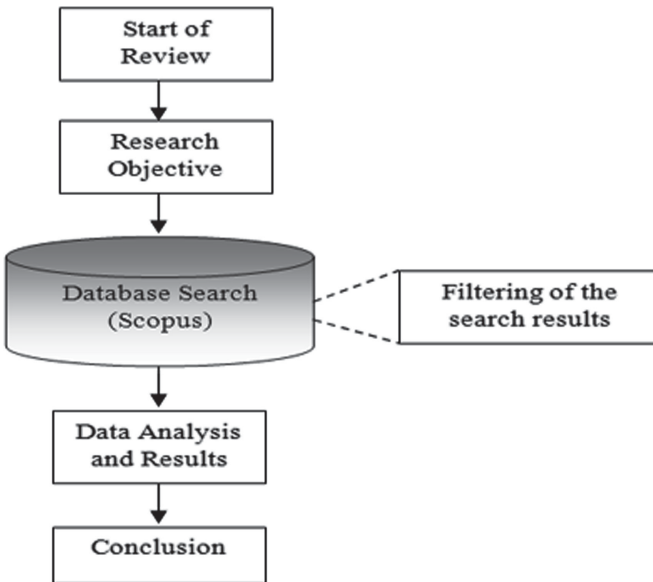 Start of
Review
Research
Objective
Database Search
(Scopus)
Filtering of the
search results
Data Analysis
and Results
Conclusion